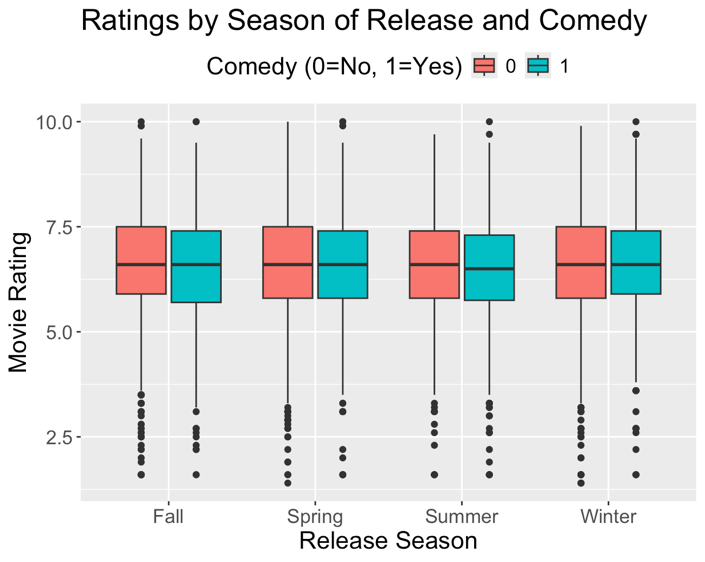 Ratings by Season of Release and Comedy
Comedy (0=No, 1=Yes) 0 1
10.0
7.5
5.0
2.5
Movie Rating
Fall Spring Summer Winter
Release Season